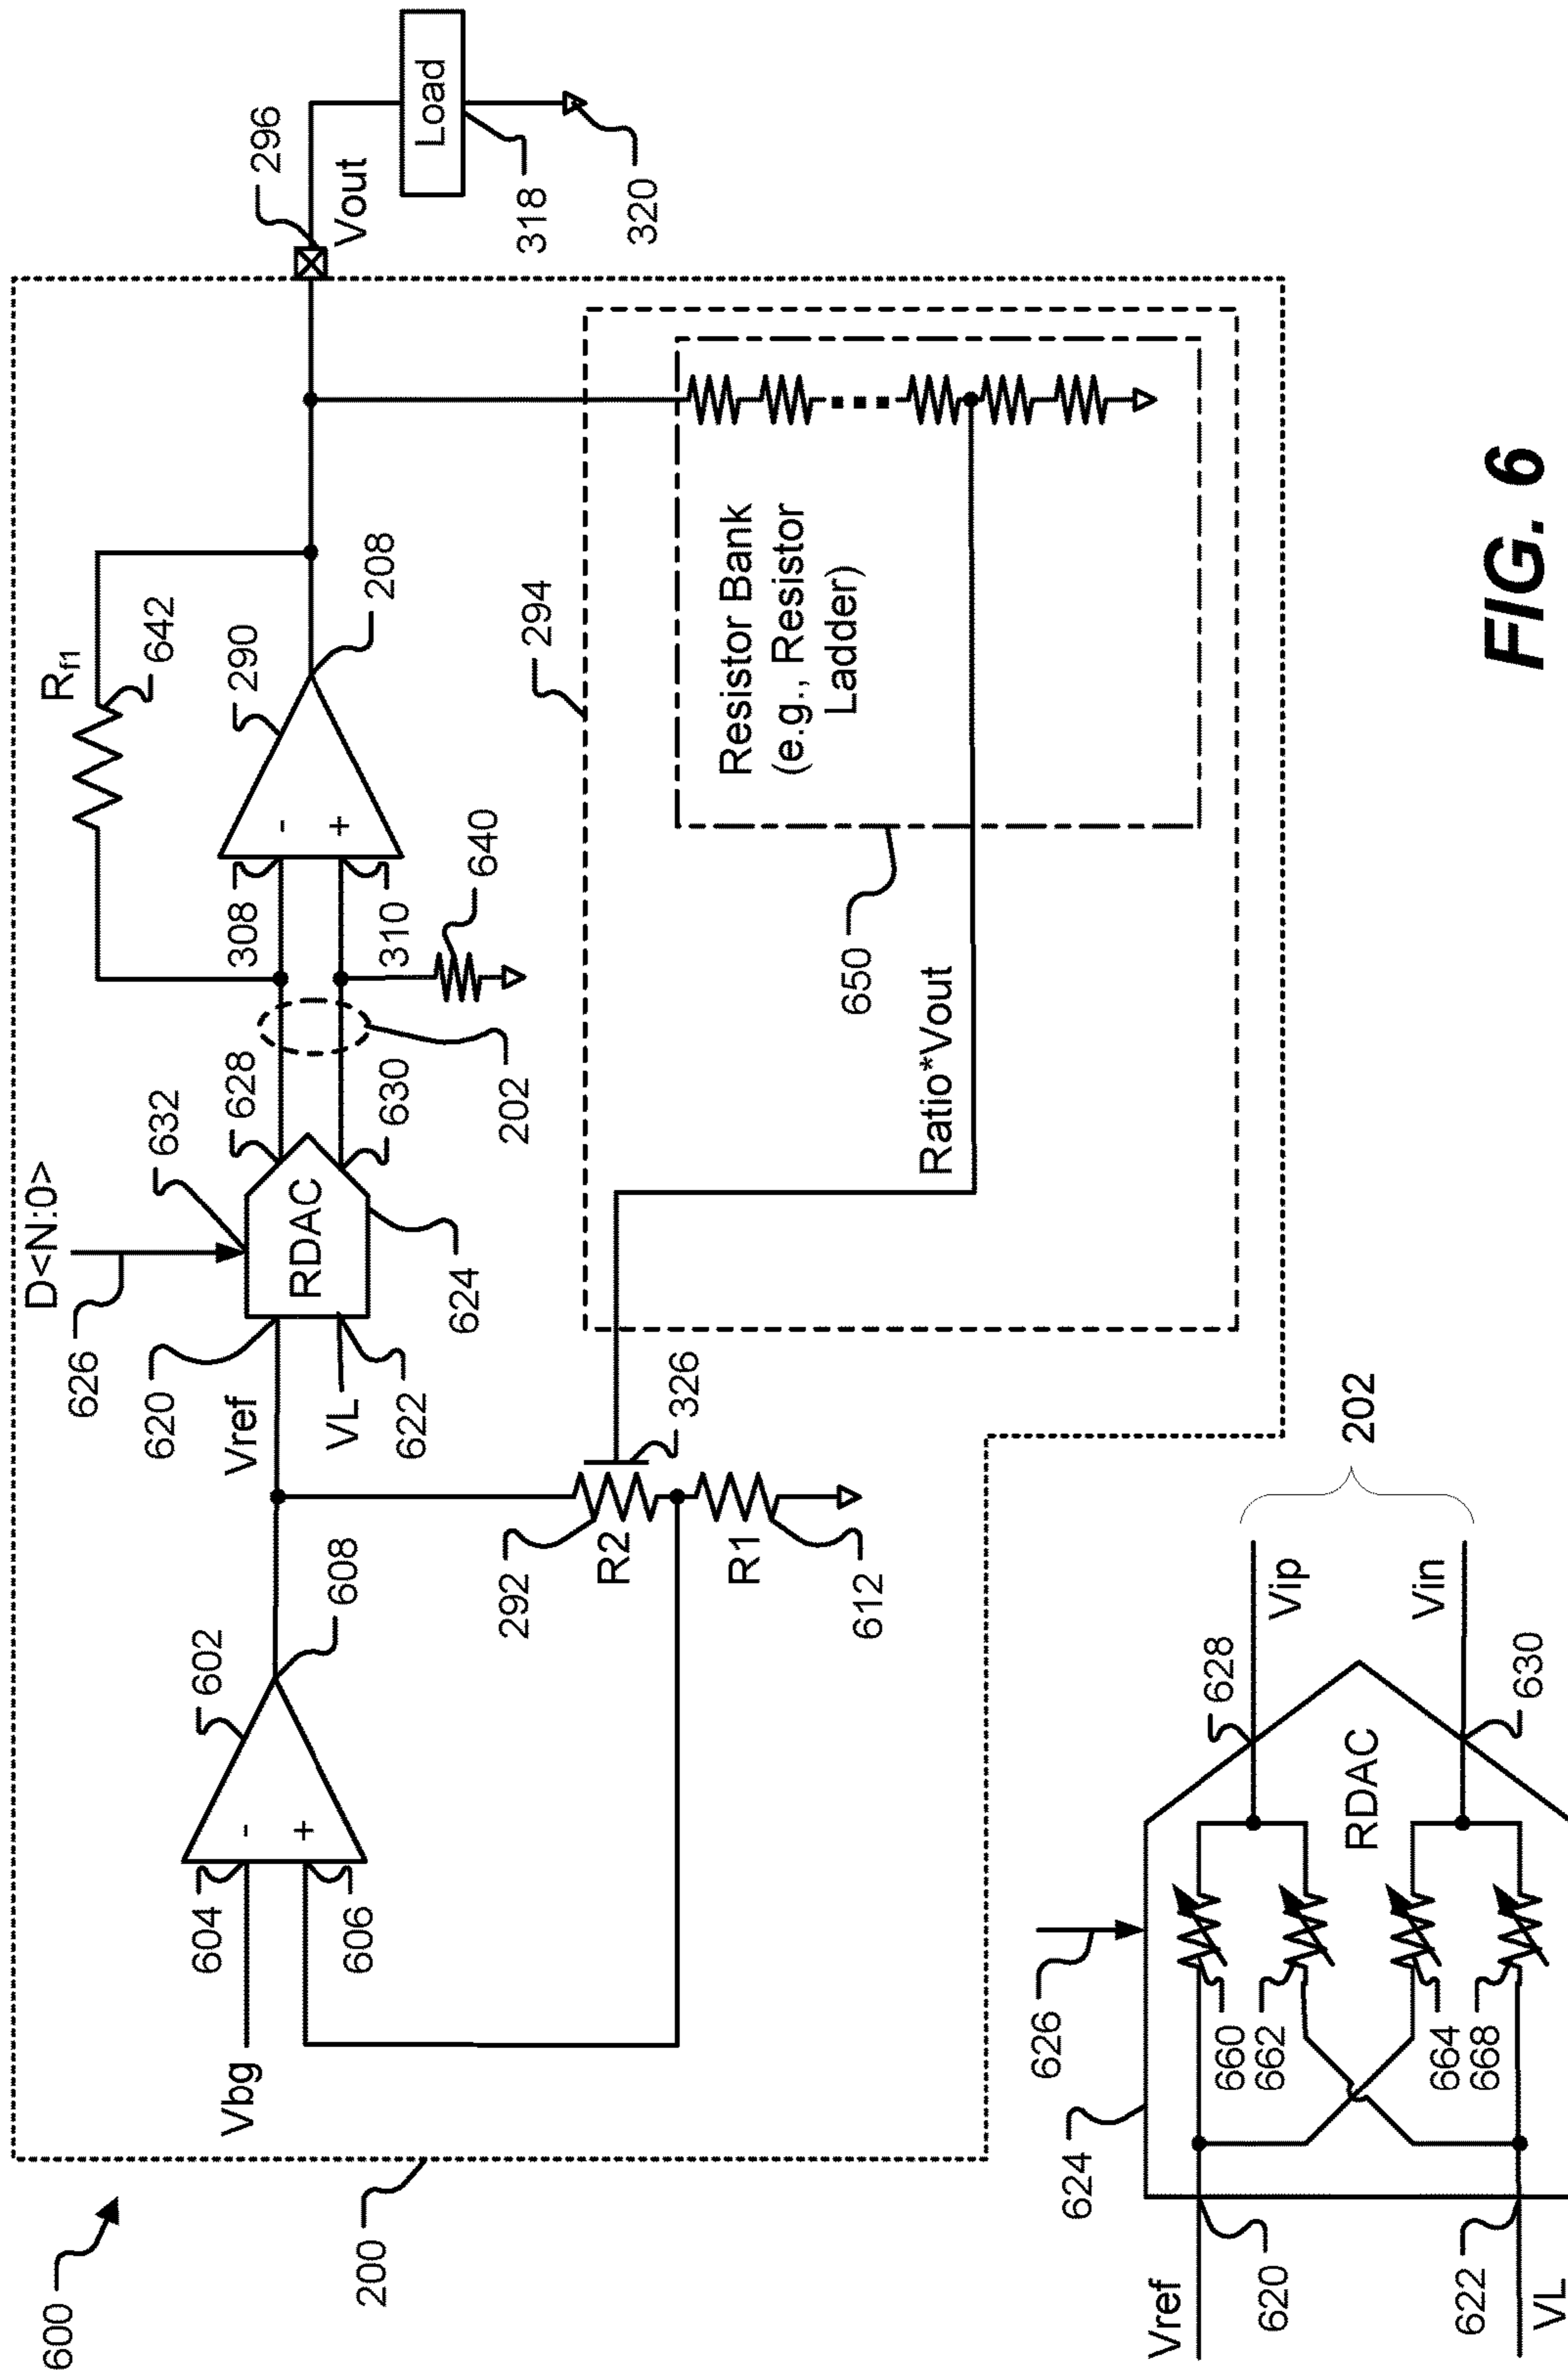 600
200
Vbg
604
606
602
608
292
R2
R1
612
326
Vref
VL
620
622
626
D<N:0>
632
RDAC
624
628
630
202
308
310
640
-
+
-
+
290
208
Rf1
642
294
296
Vout
Load
318
320
Resistor Bank
(e.g., Resistor
Ladder)
650
Ratio*Vout
Vref
620
622
VL
624
626
660
662
664
668
RDAC
628
630
Vip
Vin
202
FIG. 6